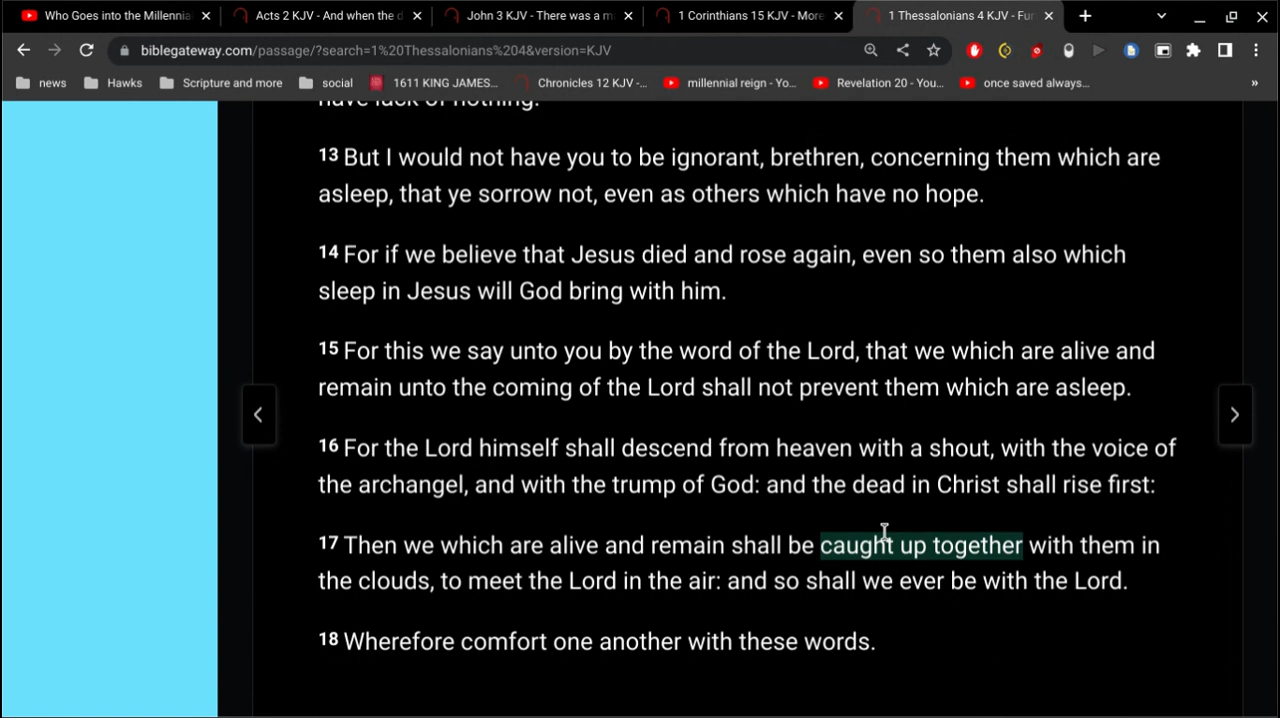 Who Goes into the Millennia
Acts 2 KJV - And when the d
John 3 KJV - There was a m
1 Corinthians 15 KJV - More
1 Thessalonians 4 KJV - Fur
biblegateway.com/passage/?search=1%20Thessalonians%204&version=KJV
news
Hawks
Scripture and more
social
1611 KING JAMES...
Chronicles 12 KJV -...
millennial reign - Yo...
Revelation 20 - You...
once saved always...
»
have lack of nothing.
13 But I would not have you to be ignorant, brethren, concerning them which are
asleep, that ye sorrow not, even as others which have no hope.
14 For if we believe that Jesus died and rose again, even so them also which
sleep in Jesus will God bring with him.
15 For this we say unto you by the word of the Lord, that we which are alive and
remain unto the coming of the Lord shall not prevent them which are asleep.
16 For the Lord himself shall descend from heaven with a shout, with the voice of
the archangel, and with the trump of God: and the dead in Christ shall rise first:
17 Then we which are alive and remain shall be caught up together with them in
the clouds, to meet the Lord in the air: and so shall we ever be with the Lord.
18 Wherefore comfort one another with these words.